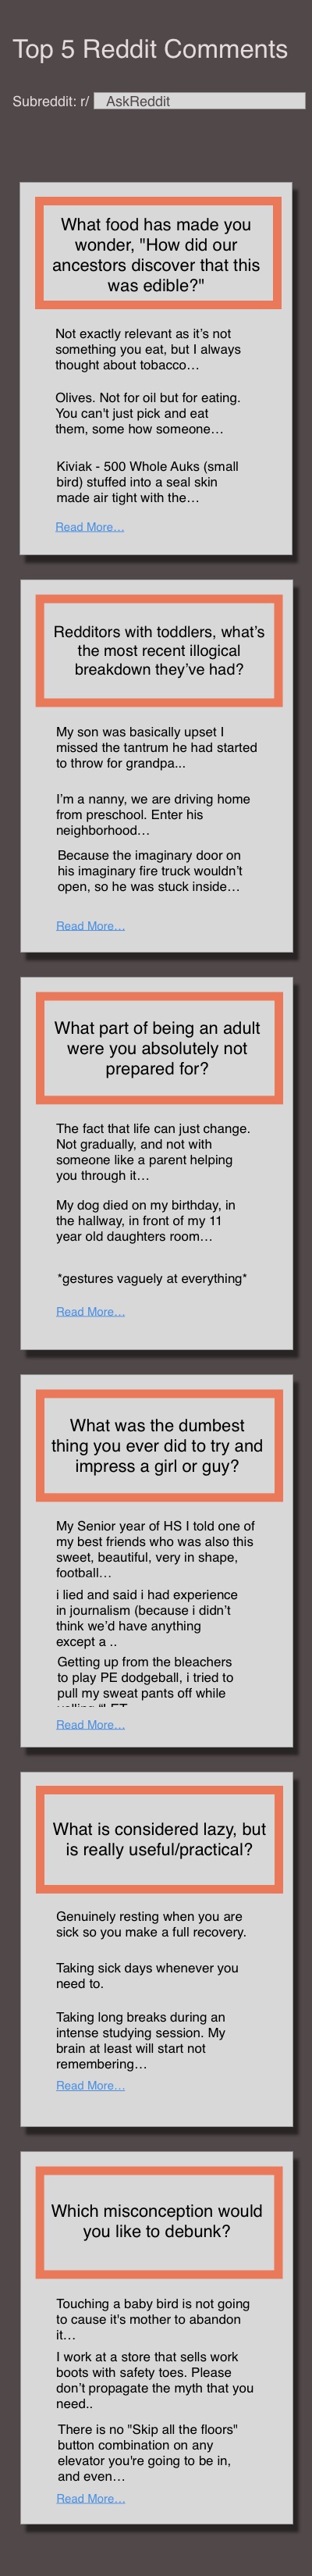 Top 5 Reddit Comments
Subreddit: r/ AskReddit
What food has made you
wonder, "How did our
ancestors discover that this
was edible?"
Not exactly relevant as it’s not
something you eat, but I always
thought about tobacco…
Olives. Not for oil but for eating.
You can't just pick and eat
them, some how someone…
Kiviak - 500 Whole Auks (small
bird) stuffed into a seal skin
made air tight with the…
Read More…
Redditors with toddlers, what’s
the most recent illogical
breakdown they’ve had?
My son was basically upset I
missed the tantrum he had started
to throw for grandpa...
I’m a nanny, we are driving home
from preschool. Enter his
neighborhood…
Because the imaginary door on
his imaginary fire truck wouldn’t
open, so he was stuck inside…
Read More…
What part of being an adult
were you absolutely not
prepared for?
The fact that life can just change.
Not gradually, and not with
someone like a parent helping
you through it…
My dog died on my birthday, in
the hallway, in front of my 11
year old daughters room…
*gestures vaguely at everything*
Read More…
What was the dumbest
thing you ever did to try and
impress a girl or guy?
My Senior year of HS I told one of
my best friends who was also this
sweet, beautiful, very in shape,
football…
i lied and said i had experience
in journalism (because i didn’t
think we’d have anything
except a ..
Getting up from the bleachers
to play PE dodgeball, i tried to
pull my sweat pants off while
yelling “LET
Read More…
What is considered lazy, but
is really useful/practical?
Genuinely resting when you are
sick so you make a full recovery.
Taking sick days whenever you
need to.
Taking long breaks during an
intense studying session. My
brain at least will start not
remembering…
Read More…
Which misconception would
you like to debunk?
Touching a baby bird is not going
to cause it's mother to abandon
it…
I work at a store that sells work
boots with safety toes. Please
don’t propagate the myth that you
need..
There is no "Skip all the floors"
button combination on any
elevator you're going to be in,
and even…
Read More…